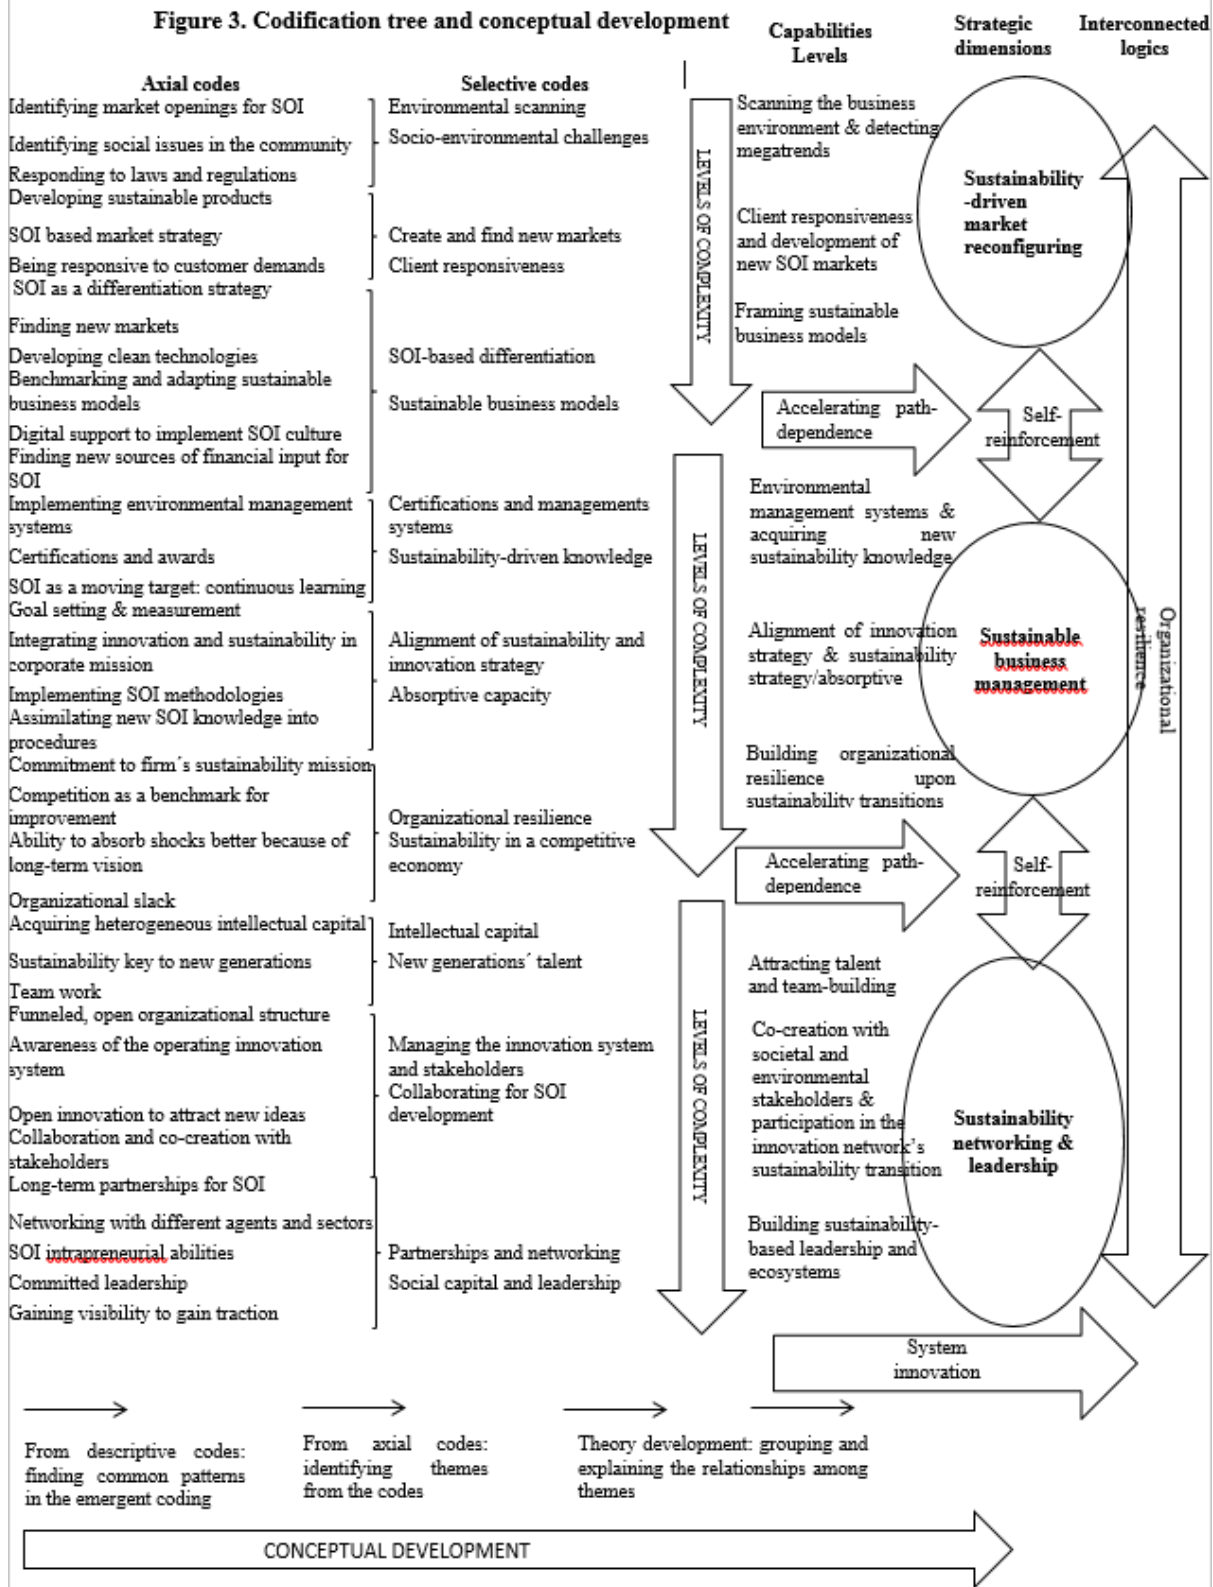 Figure 3. Codification tree and conceptual development
Capabilities
Levels
Strategic
dimensions
Interconnected
logics
Axial codes
Identifying market openings for SOI
Identifying social issues in the community
Responding to laws and regulations
Developing sustainable products
SOI based market strategy
Being responsive to customer demands
SOI as a differentiation strategy
Finding new markets
Developing clean technologies
Benchmarking and adapting sustainable
business models
Digital support to implement SOI culture
Finding new sources of financial input for
SOI
Implementing environmental management
systems
Certifications and awards
SOI as a moving target: continuous learning
Goal setting & measurement
Integrating innovation and sustainability in
corporate mission
Implementing SOI methodologies
Assimilating new SOI knowledge into
procedures
Commitment to firm´s sustainability mission
Competition as a benchmark for
improvement
Ability to absorb shocks better because of
long-term vision
Organizational slack
Acquiring heterogeneous intellectual capital
Sustainability key to new generations
Team work
Funneled, open organizational structure
Awareness of the operating innovation
system
Open innovation to attract new ideas
Collaboration and co-creation with
stakeholders
Long-term partnerships for SOI
Networking with different agents and sectors
SOI intrapreneurial abilities
Committed leadership
Gaining visibility to gain traction
Selective codes
Environmental scanning
Socio-environmental challenges
Create and find new markets
Client responsiveness
SOI-based differentiation
Sustainable business models
Certifications and managements
systems
Sustainability-driven knowledge
Alignment of sustainability and
innovation strategy
Absorptive capacity
Organizational resilience
Sustainability in a competitive
economy
Intellectual capital
New generations´ talent
Managing the innovation system
and stakeholders
Collaborating for SOI
development
Partnerships and networking
Social capital and leadership
LEVELS OF COMPLEXITY
LEVELS OF COMPLEXITY
LEVELS OF COMPLEXITY
Scanning the business
environment & detecting
megatrends
Client responsiveness
and development of
new SOI markets
Framing sustainable
business models
Accelerating path-
dependence
Environmental
management systems &
acquiring new
sustainability knowledge
Alignment of innovation
strategy & sustainability
strategy/absorptive
Building organizational
resilience upon
sustainability transitions
Accelerating path-
dependence
Attracting talent
and team-building
Co-creation with
societal and
environmental
stakeholders &
participation in the
innovation network's
sustainability transition
Building sustainability-
based leadership and
ecosystems
System
innovation
Sustainability
-driven
market
reconfiguring
Self-
reinforcement
Sustainable
business
management
Self-
reinforcement
Sustainability
networking &
leadership
Organizational
resilience
From descriptive codes:
finding common patterns
in the emergent coding
From axial codes:
identifying themes
from the codes
Theory development: grouping and
explaining the relationships among
themes
CONCEPTUAL DEVELOPMENT